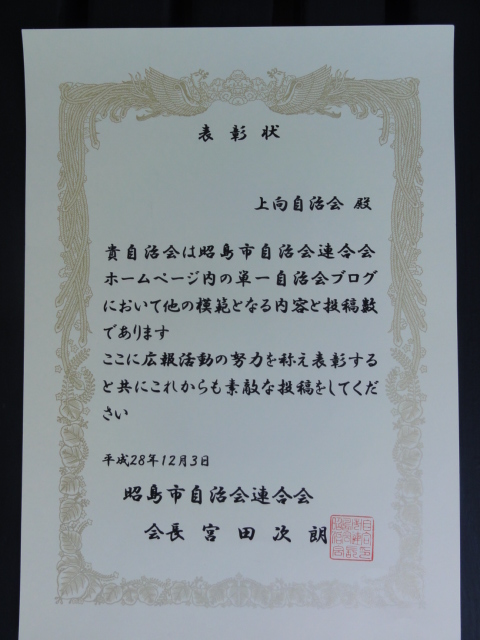 表彰状
上向自治会 殿
貴自治会は昭島市自治会連合会
ホームページ内の単一自治会ブログ
において他の模範となる内容と投稿数
であります
ここに広報活動の努力を称え表彰する
と共にこれからも素敵な投稿をしてくだ
さい
平成28年12月3日
昭島市自治会連合会
会長 宮田次朗